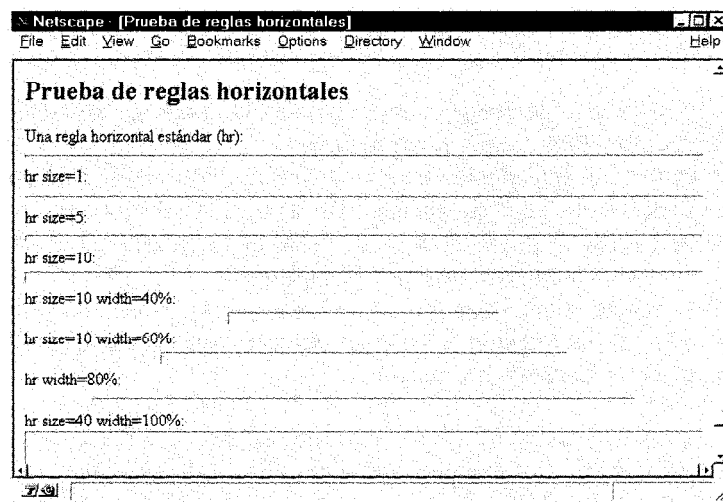 Netscape - [Prueba de reglas horizontales]
File Edit View Go Bookmarks Options Directory Window Help
Prueba de reglas horizontales
Una regla horizontal estándar (hr):
hr size=1:
hr size=5:
hr size=10:
hr size=10 width=40%:
hr size=10 width=60%:
hr width=80%:
hr size=40 width=100%: